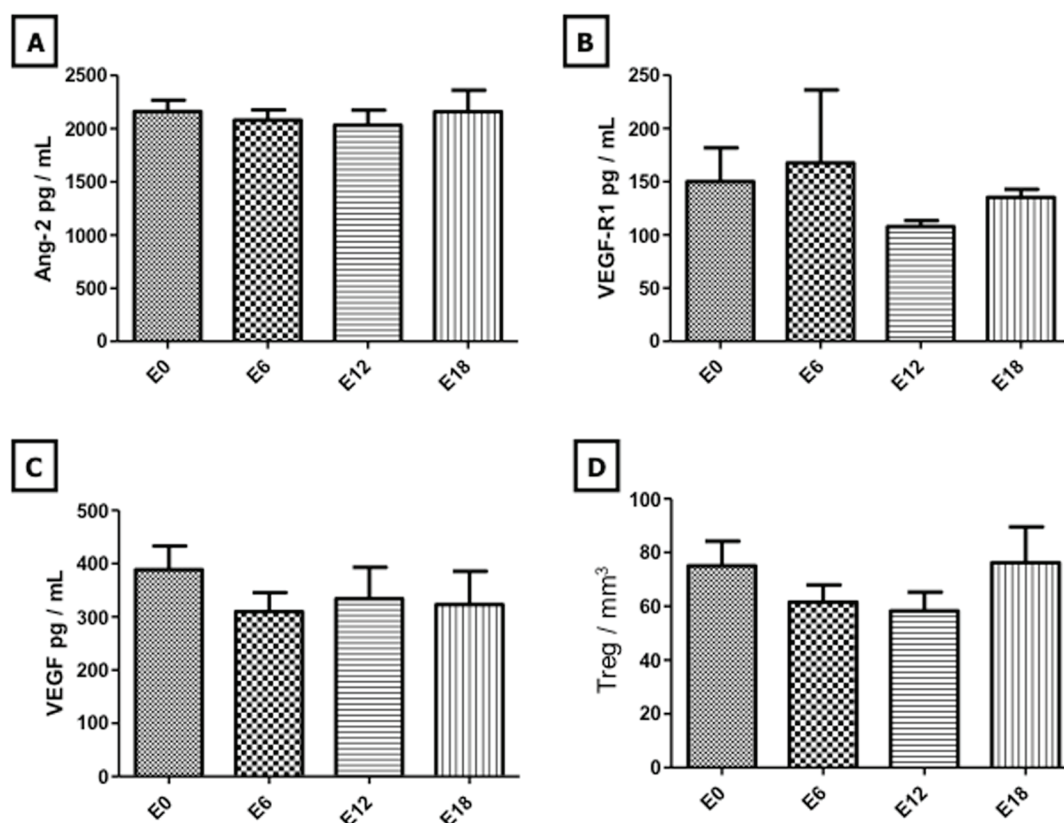 A
Ang-2 pg / mL
2500
2000
1500
1000
500
0
E0 E6 E12 E18
B
VEGF-R1 pg / mL
250
200
150
100
50
0
E0 E6 E12 E18
C
VEGF pg / mL
500
400
300
200
100
0
E0 E6 E12 E18
D
Treg / mm³
100
80
60
40
20
0
E0 E6 E12 E18